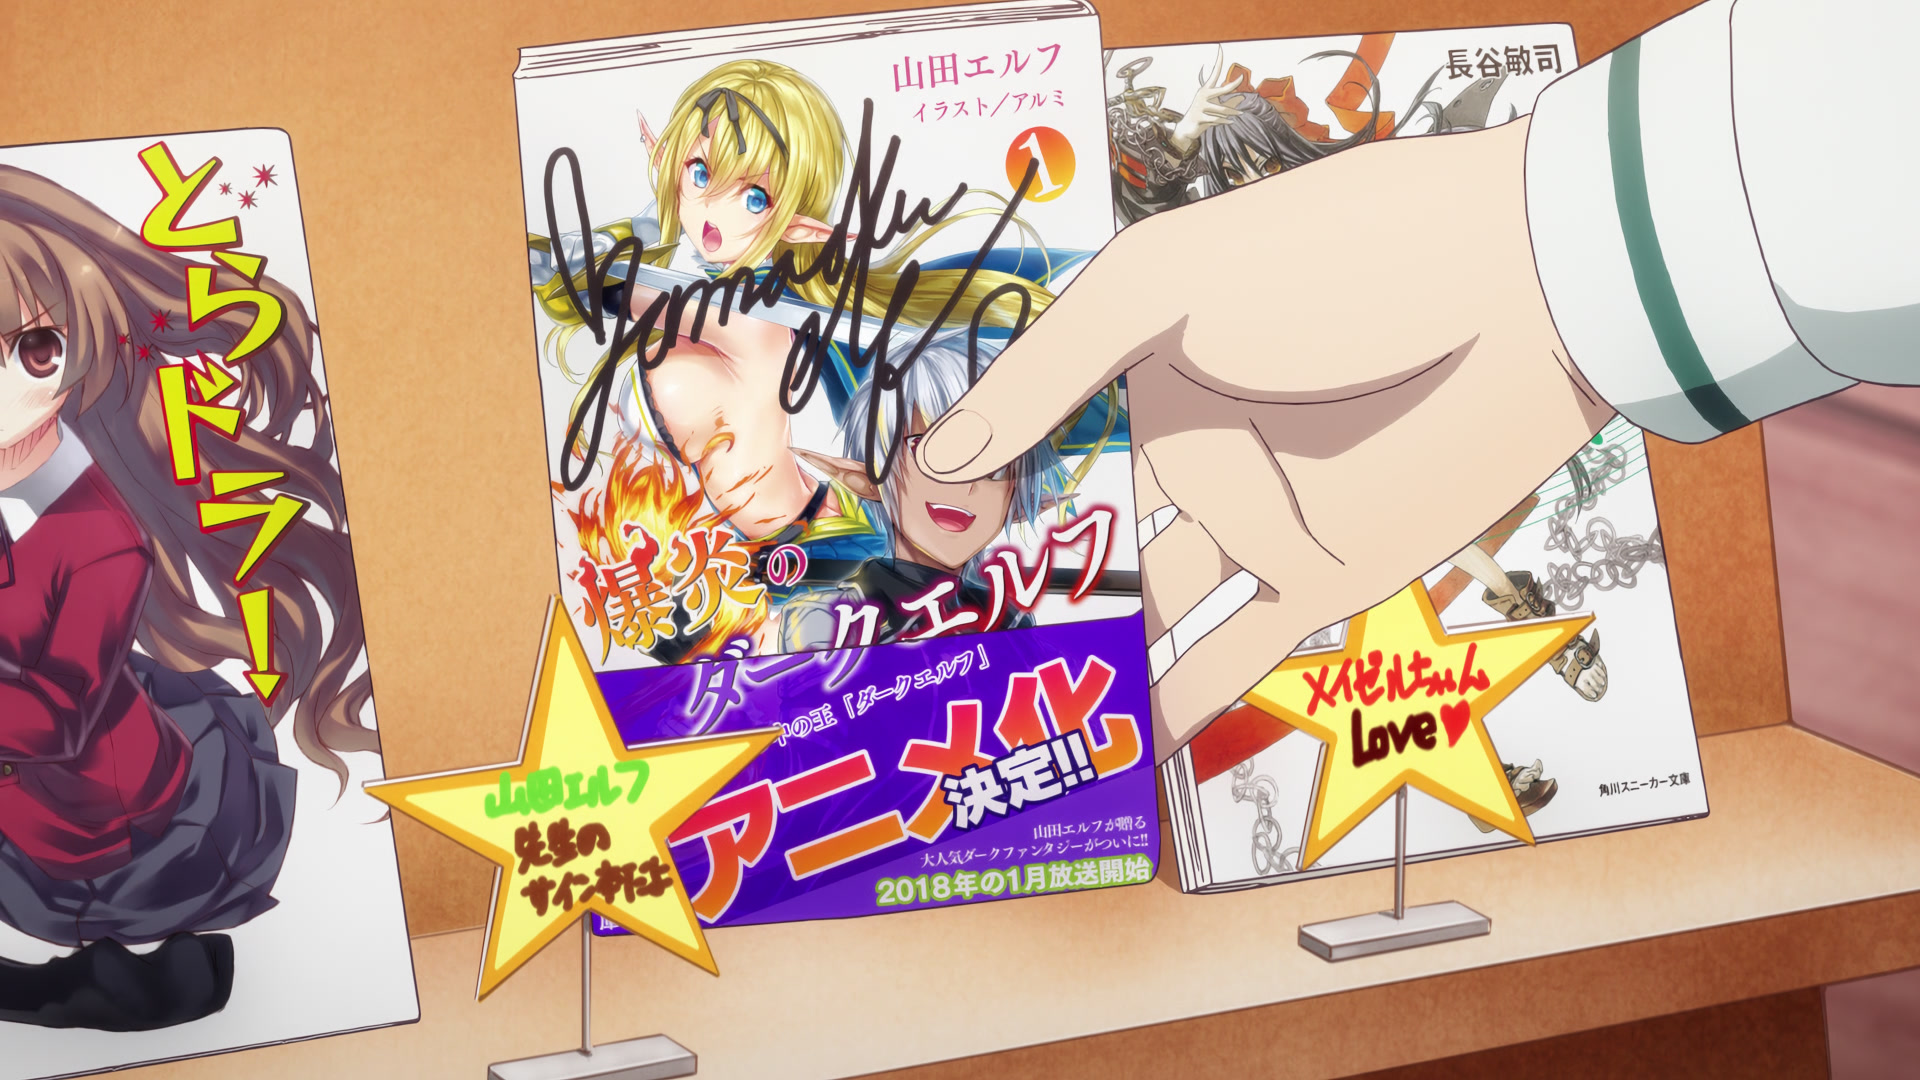 とらドラ!
山田エルフ
イラスト/アルミ
1
爆炎の
ダークエルフ
中の王「ダークエルフ」
アニメ化
決定!!
山田エルフが贈る
大人気ダークファンタジーがついに!!
2018年の1月放送開始
山田エルフ
先生の
サイン本だよ
長谷敏司
メイゼルちゃん
Love♥
角川スニーカー文庫